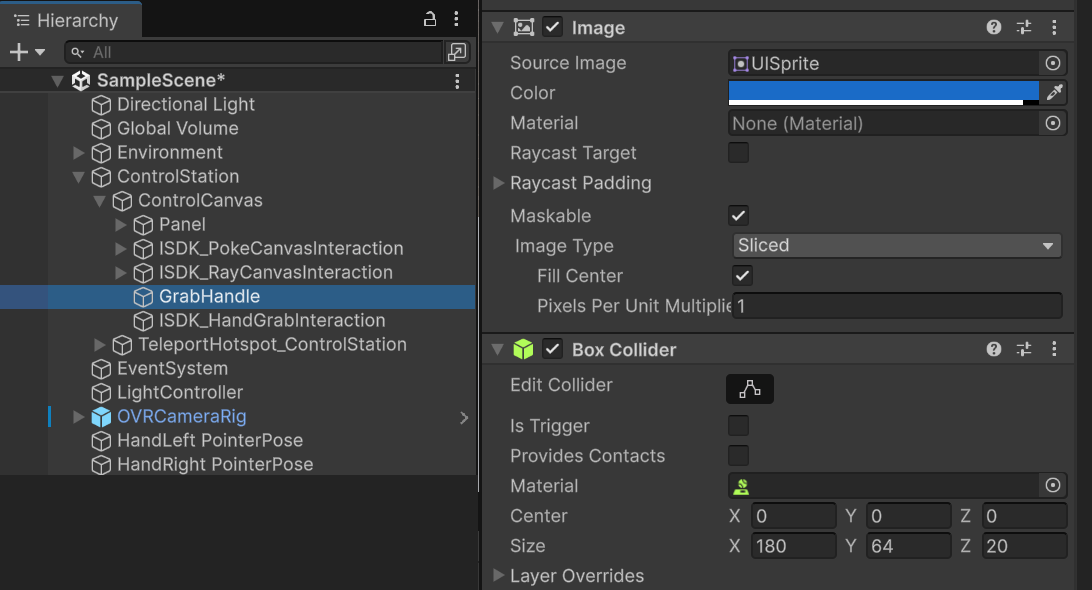 Hierarchy
All
SampleScene*
Directional Light
Global Volume
Environment
ControlStation
ControlCanvas
Panel
ISDK_PokeCanvasInteraction
ISDK_RayCanvasInteraction
GrabHandle
ISDK_HandGrabInteraction
TeleportHotspot_ControlStation
EventSystem
LightController
OVRCameraRig
HandLeft PointerPose
HandRight PointerPose
Image
Source Image UISprite
Color
Material None (Material)
Raycast Target
Raycast Padding
Maskable
Image Type Sliced
Fill Center
Pixels Per Unit Multiplie 1
Box Collider
Edit Collider
Is Trigger
Provides Contacts
Material
Center X 0 Y 0 Z 0
Size X 180 Y 64 Z 20
Layer Overrides